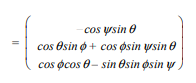 = ( −cos ψ sin θ
cos θ sin ϕ + cos ϕ sin ψ sin θ
cos ϕ cos θ − sin θ sin ϕ sin ψ )